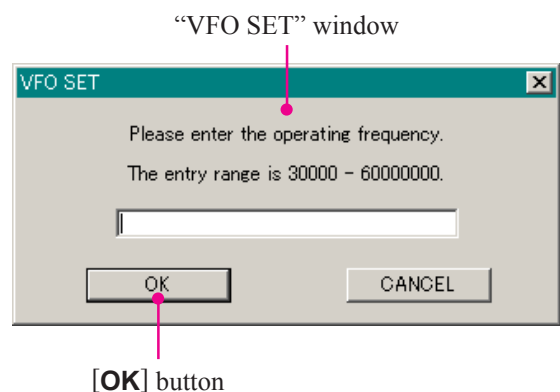 “VFO SET” window
VFO SET
Please enter the operating frequency.
The entry range is 30000 - 60000000.
OK CANCEL
[OK] button